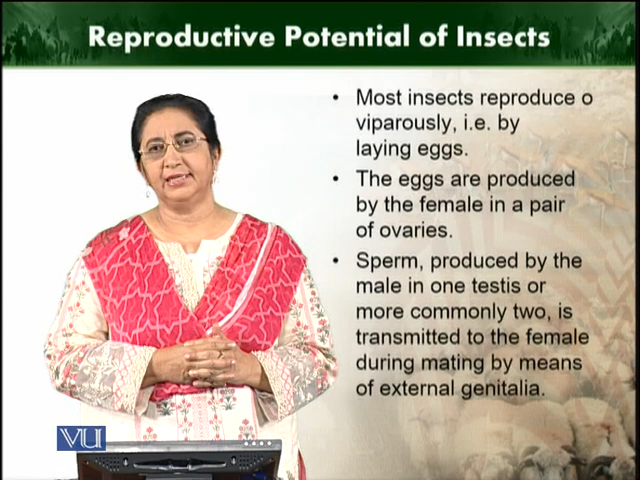 Reproductive Potential of Insects
• Most insects reproduce o
viparously, i.e. by
laying eggs.
• The eggs are produced
by the female in a pair
of ovaries.
• Sperm, produced by the
male in one testis or
more commonly two, is
transmitted to the female
during mating by means
of external genitalia.
VU